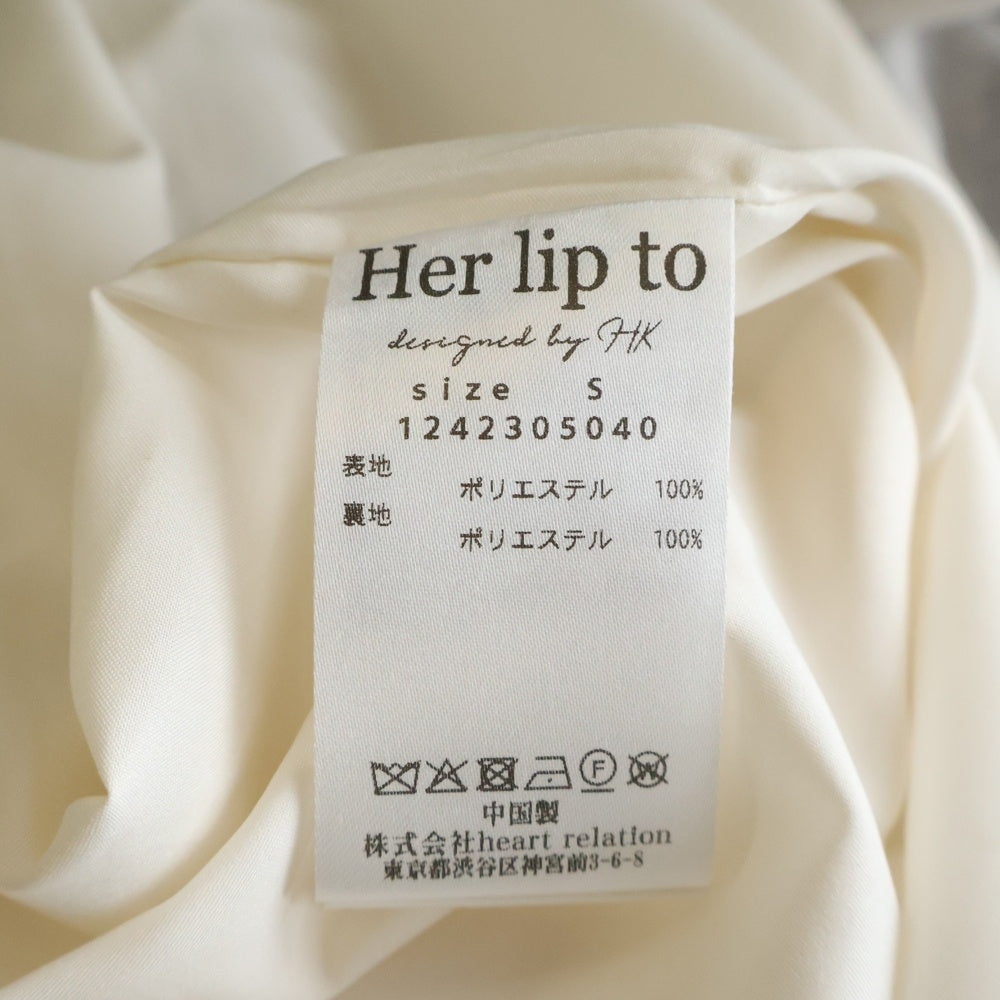 Her lip to
designed by HK
size S
1242305040
表地
ポリエステル 100%
裏地
ポリエステル 100%
F W
中国製
株式会社heart relation
東京都渋谷区神宮前3-6-8